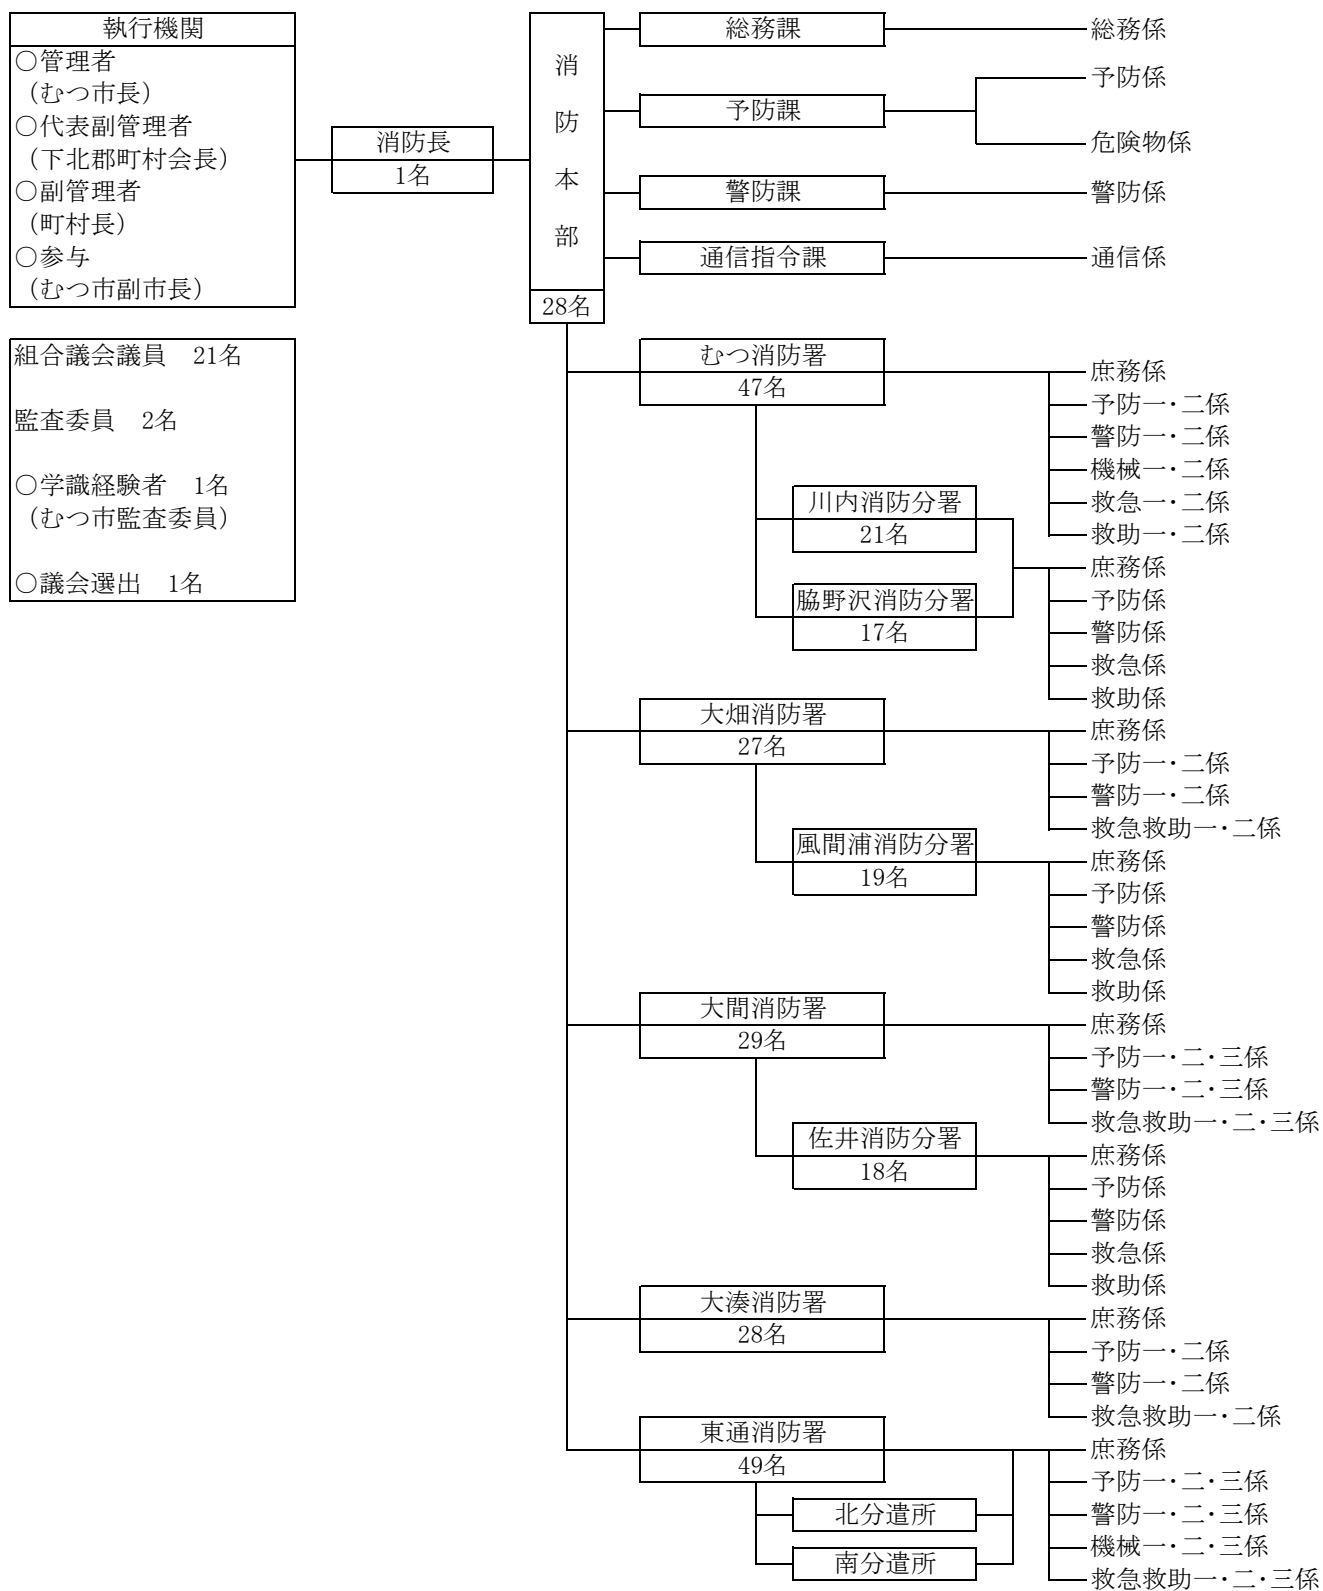 執行機関
○管理者
(むつ市長)
○代表副管理者
(下北郡町村会長)
○副管理者
(町村長)
○参与
(むつ市副市長)
組合議会議員　21名
監査委員　2名
○学識経験者　1名
(むつ市監査委員)
○議会選出　1名
消防長
1名
消防本部
28名
総務課
総務係
予防課
予防係
危険物係
警防課
警防係
通信指令課
通信係
むつ消防署
47名
庶務係
予防一・二係
警防一・二係
機械一・二係
救急一・二係
救助一・二係
川内消防分署
21名
脇野沢消防分署
17名
庶務係
予防係
警防係
救急係
救助係
大畑消防署
27名
庶務係
予防一・二係
警防一・二係
救急救助一・二係
風間浦消防分署
19名
庶務係
予防係
警防係
救急係
救助係
大間消防署
29名
庶務係
予防一・二・三係
警防一・二・三係
救急救助一・二・三係
佐井消防分署
18名
庶務係
予防係
警防係
救急係
救助係
大湊消防署
28名
庶務係
予防一・二係
警防一・二係
救急救助一・二係
東通消防署
49名
北分遣所
南分遣所
庶務係
予防一・二・三係
警防一・二・三係
機械一・二・三係
救急救助一・二・三係